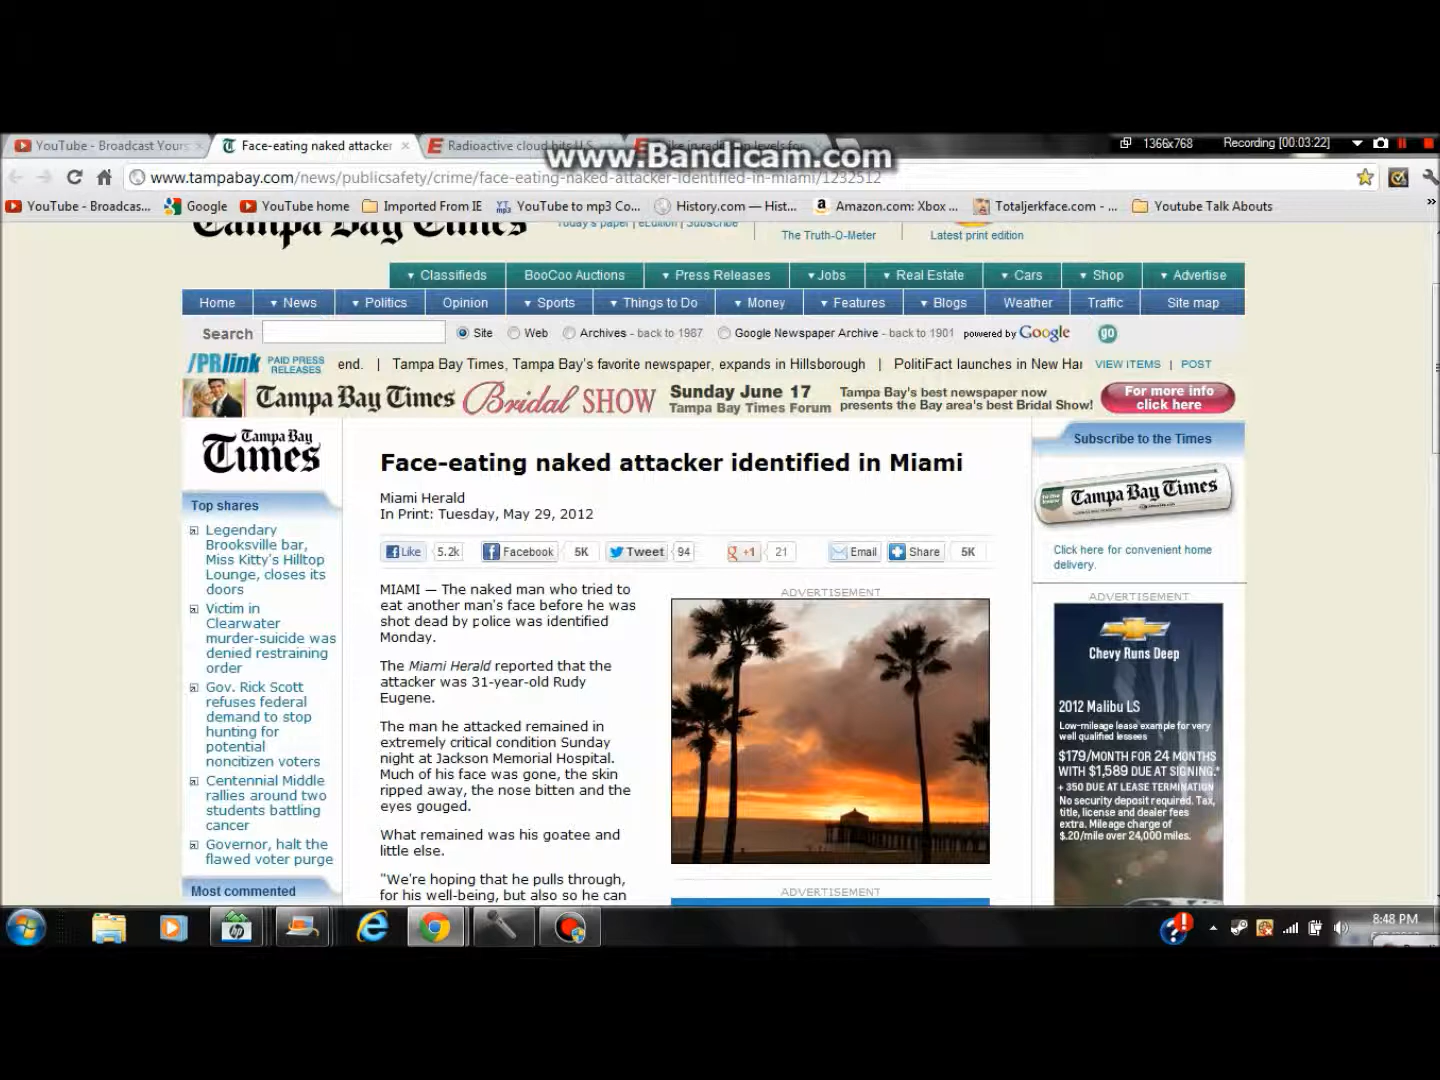 YouTube - Broadcast Yours
Face-eating naked attacker
Radioactive cloud hits U.S.
www.Bandicam.com
1366x768
Recording [00:03:22]
www.tampabay.com/news/publicsafety/crime/face-eating-naked-attacker-identified-in-miami/1232512
YouTube - Broadcas...
Google
YouTube home
Imported From IE
YouTube to mp3 Co...
History.com — Hist...
Amazon.com: Xbox ...
Totaljerkface.com - ...
Youtube Talk Abouts
»
Tampa Bay Times
Today's paper | eEdition | Subscribe
The Truth-O-Meter
Latest print edition
Classifieds
BooCoo Auctions
Press Releases
Jobs
Real Estate
Cars
Shop
Advertise
Home
News
Politics
Opinion
Sports
Things to Do
Money
Features
Blogs
Weather
Traffic
Site map
Search
Site
Web
Archives - back to 1987
Google Newspaper Archive - back to 1901
powered by Google
go
/PRlink
PAID PRESS
RELEASES
end. | Tampa Bay Times, Tampa Bay's favorite newspaper, expands in Hillsborough | PolitiFact launches in New Har
VIEW ITEMS | POST
Tampa Bay Times
Bridal SHOW
Sunday June 17
Tampa Bay Times Forum
Tampa Bay's best newspaper now
presents the Bay area's best Bridal Show!
For more info
click here
Tampa Bay
Times
Top shares
Legendary
Brooksville bar,
Miss Kitty's Hilltop
Lounge, closes its
doors
Victim in
Clearwater
murder-suicide was
denied restraining
order
Gov. Rick Scott
refuses federal
demand to stop
hunting for
potential
noncitizen voters
Centennial Middle
rallies around two
students battling
cancer
Governor, halt the
flawed voter purge
Most commented
Face-eating naked attacker identified in Miami
Miami Herald
In Print: Tuesday, May 29, 2012
Like
5.2k
Facebook
5K
Tweet
94
+1
21
Email
Share
5K
MIAMI — The naked man who tried to
eat another man's face before he was
shot dead by police was identified
Monday.
The Miami Herald reported that the
attacker was 31-year-old Rudy
Eugene.
The man he attacked remained in
extremely critical condition Sunday
night at Jackson Memorial Hospital.
Much of his face was gone, the skin
ripped away, the nose bitten and the
eyes gouged.
What remained was his goatee and
little else.
"We're hoping that he pulls through,
for his well-being, but also so he can
ADVERTISEMENT
ADVERTISEMENT
Subscribe to the Times
Tampa Bay Times
Click here for convenient home
delivery.
ADVERTISEMENT
Chevy Runs Deep
2012 Malibu LS
Low-mileage lease example for very
well qualified lessees
$179/MONTH FOR 24 MONTHS
WITH $1,589 DUE AT SIGNING.*
+ 350 DUE AT LEASE TERMINATION
No security deposit required. Tax,
title, license and dealer fees
extra. Mileage charge of
$.20/mile over 24,000 miles.
hp
8:48 PM